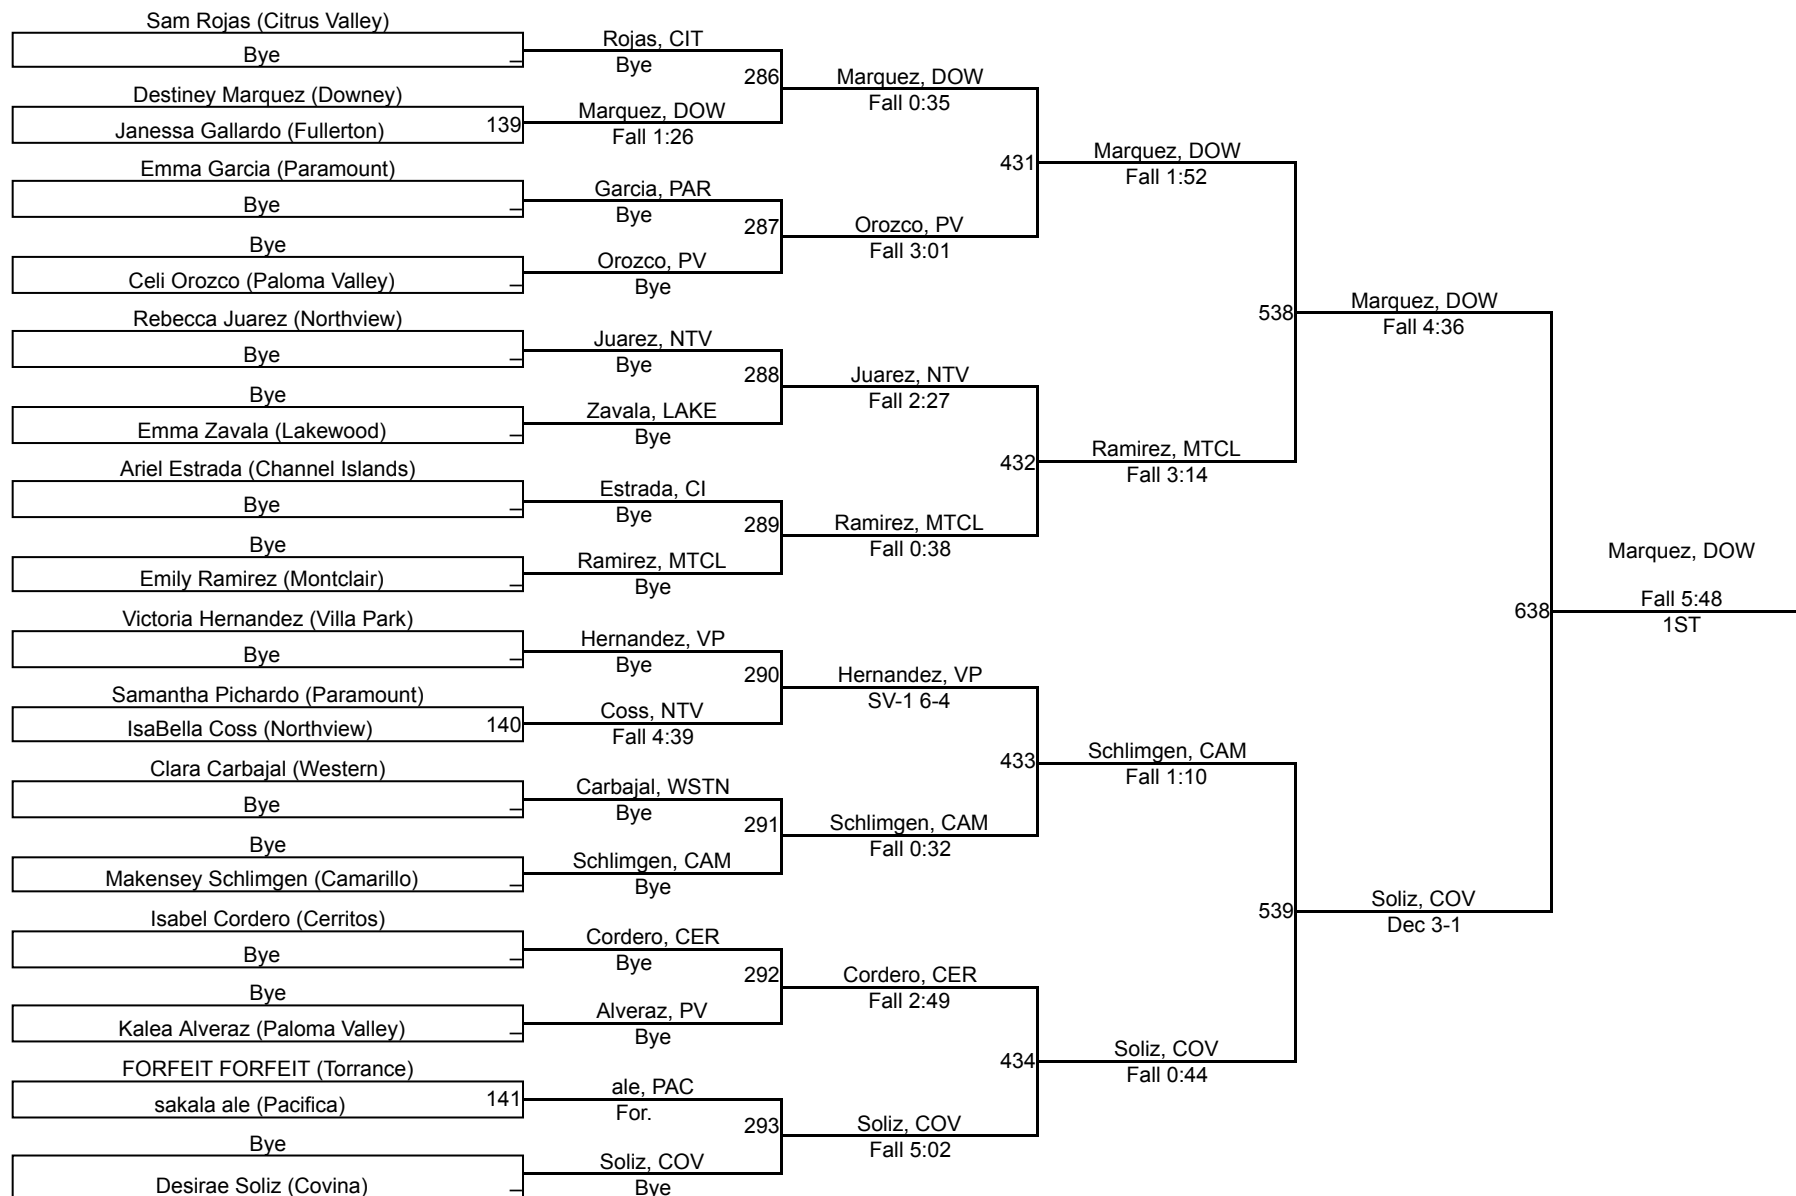 Sam Rojas (Citrus Valley)
Bye
Destiney Marquez (Downey)
Janessa Gallardo (Fullerton) 139
Emma Garcia (Paramount)
Bye
Bye
Celi Orozco (Paloma Valley)
Rebecca Juarez (Northview)
Bye
Bye
Emma Zavala (Lakewood)
Ariel Estrada (Channel Islands)
Bye
Bye
Emily Ramirez (Montclair)
Victoria Hernandez (Villa Park)
Bye
Samantha Pichardo (Paramount)
IsaBella Coss (Northview) 140
Clara Carbajal (Western)
Bye
Bye
Makensey Schlimgen (Camarillo)
Isabel Cordero (Cerritos)
Bye
Bye
Kalea Alveraz (Paloma Valley)
FORFEIT FORFEIT (Torrance)
sakala ale (Pacifica) 141
Bye
Desirae Soliz (Covina)
Rojas, CIT
Bye
286
Marquez, DOW
Fall 1:26
Garcia, PAR
Bye
287
Orozco, PV
Bye
Juarez, NTV
Bye
288
Zavala, LAKE
Bye
Estrada, CI
Bye
289
Ramirez, MTCL
Bye
Hernandez, VP
Bye
290
Coss, NTV
Fall 4:39
Carbajal, WSTN
Bye
291
Schlimgen, CAM
Bye
Cordero, CER
Bye
292
Alveraz, PV
Bye
ale, PAC
For.
293
Soliz, COV
Bye
Marquez, DOW
Fall 0:35
431
Orozco, PV
Fall 3:01
Juarez, NTV
Fall 2:27
432
Ramirez, MTCL
Fall 0:38
Hernandez, VP
SV-1 6-4
433
Schlimgen, CAM
Fall 0:32
Cordero, CER
Fall 2:49
434
Soliz, COV
Fall 5:02
Marquez, DOW
Fall 1:52
538
Ramirez, MTCL
Fall 3:14
Schlimgen, CAM
Fall 1:10
539
Soliz, COV
Fall 0:44
Marquez, DOW
Fall 4:36
638
Soliz, COV
Dec 3-1
Marquez, DOW
Fall 5:48
1ST